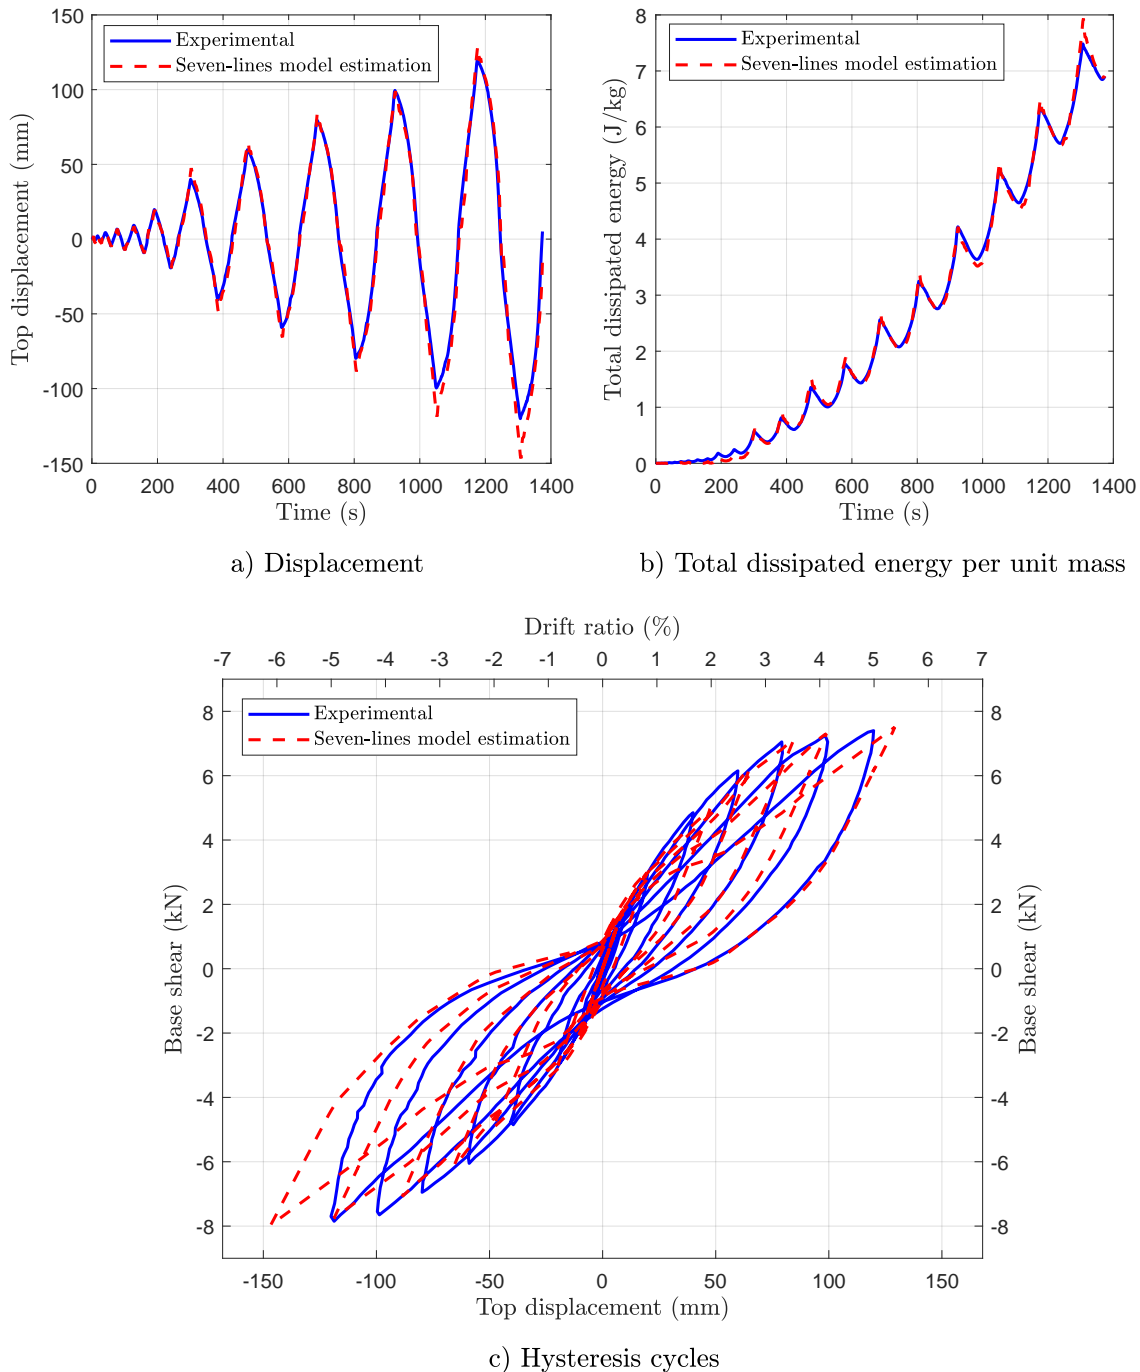 150
100
50
0
-50
-100
-150
Top displacement (mm)
Experimental
Seven-lines model estimation
0 200 400 600 800 1000 1200 1400
Time (s)
a) Displacement
8
7
6
5
4
3
2
1
0
Total dissipated energy (J/kg)
Experimental
Seven-lines model estimation
0 200 400 600 800 1000 1200 1400
Time (s)
b) Total dissipated energy per unit mass
Drift ratio (%)
-7 -6 -5 -4 -3 -2 -1 0 1 2 3 4 5 6 7
Experimental
Seven-lines model estimation
8
6
4
2
0
-2
-4
-6
-8
Base shear (kN)
8
6
4
2
0
-2
-4
-6
-8
Base shear (kN)
-150 -100 -50 0 50 100 150
Top displacement (mm)
c) Hysteresis cycles